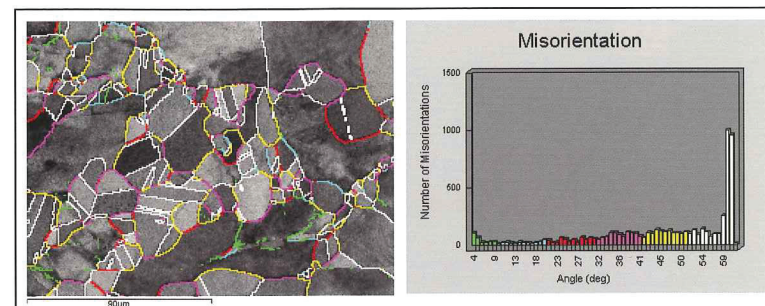 90µm
Misorientation
Number of Misorientations
1500
1000
500
0
4 9 13 18 23 27 32 36 41 45 50 54 59
Angle (deg)